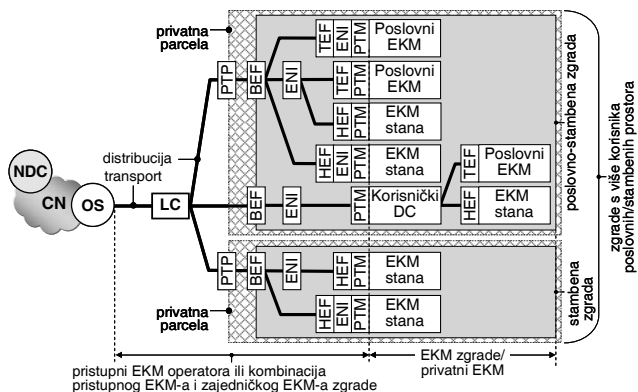 privatna
parcela
PTP
BEF
TEF
ENI
PTM
Poslovni
EKM
ENI
TEF
PTM
Poslovni
EKM
HEF
PTM
EKM
stana
HEF
ENI
PTM
EKM
stana
TEF
Poslovni
EKM
BEF
ENI
PTM
Korisnički
DC
HEF
EKM
stana
distribucija
transport
NDC
CN
OS
LC
PTP
BEF
ENI
HEF
PTM
EKM
stana
HEF
ENI
PTM
EKM
stana
privatna
parcela
poslovno-stambena zgrada
stambena
zgrada
zgrade s više korisnika
poslovnih/stambenih prostora
pristupni EKM operatora ili kombinacija
pristupnog EKM-a i zajedničkog EKM-a zgrade
EKM zgrade/
privatni EKM